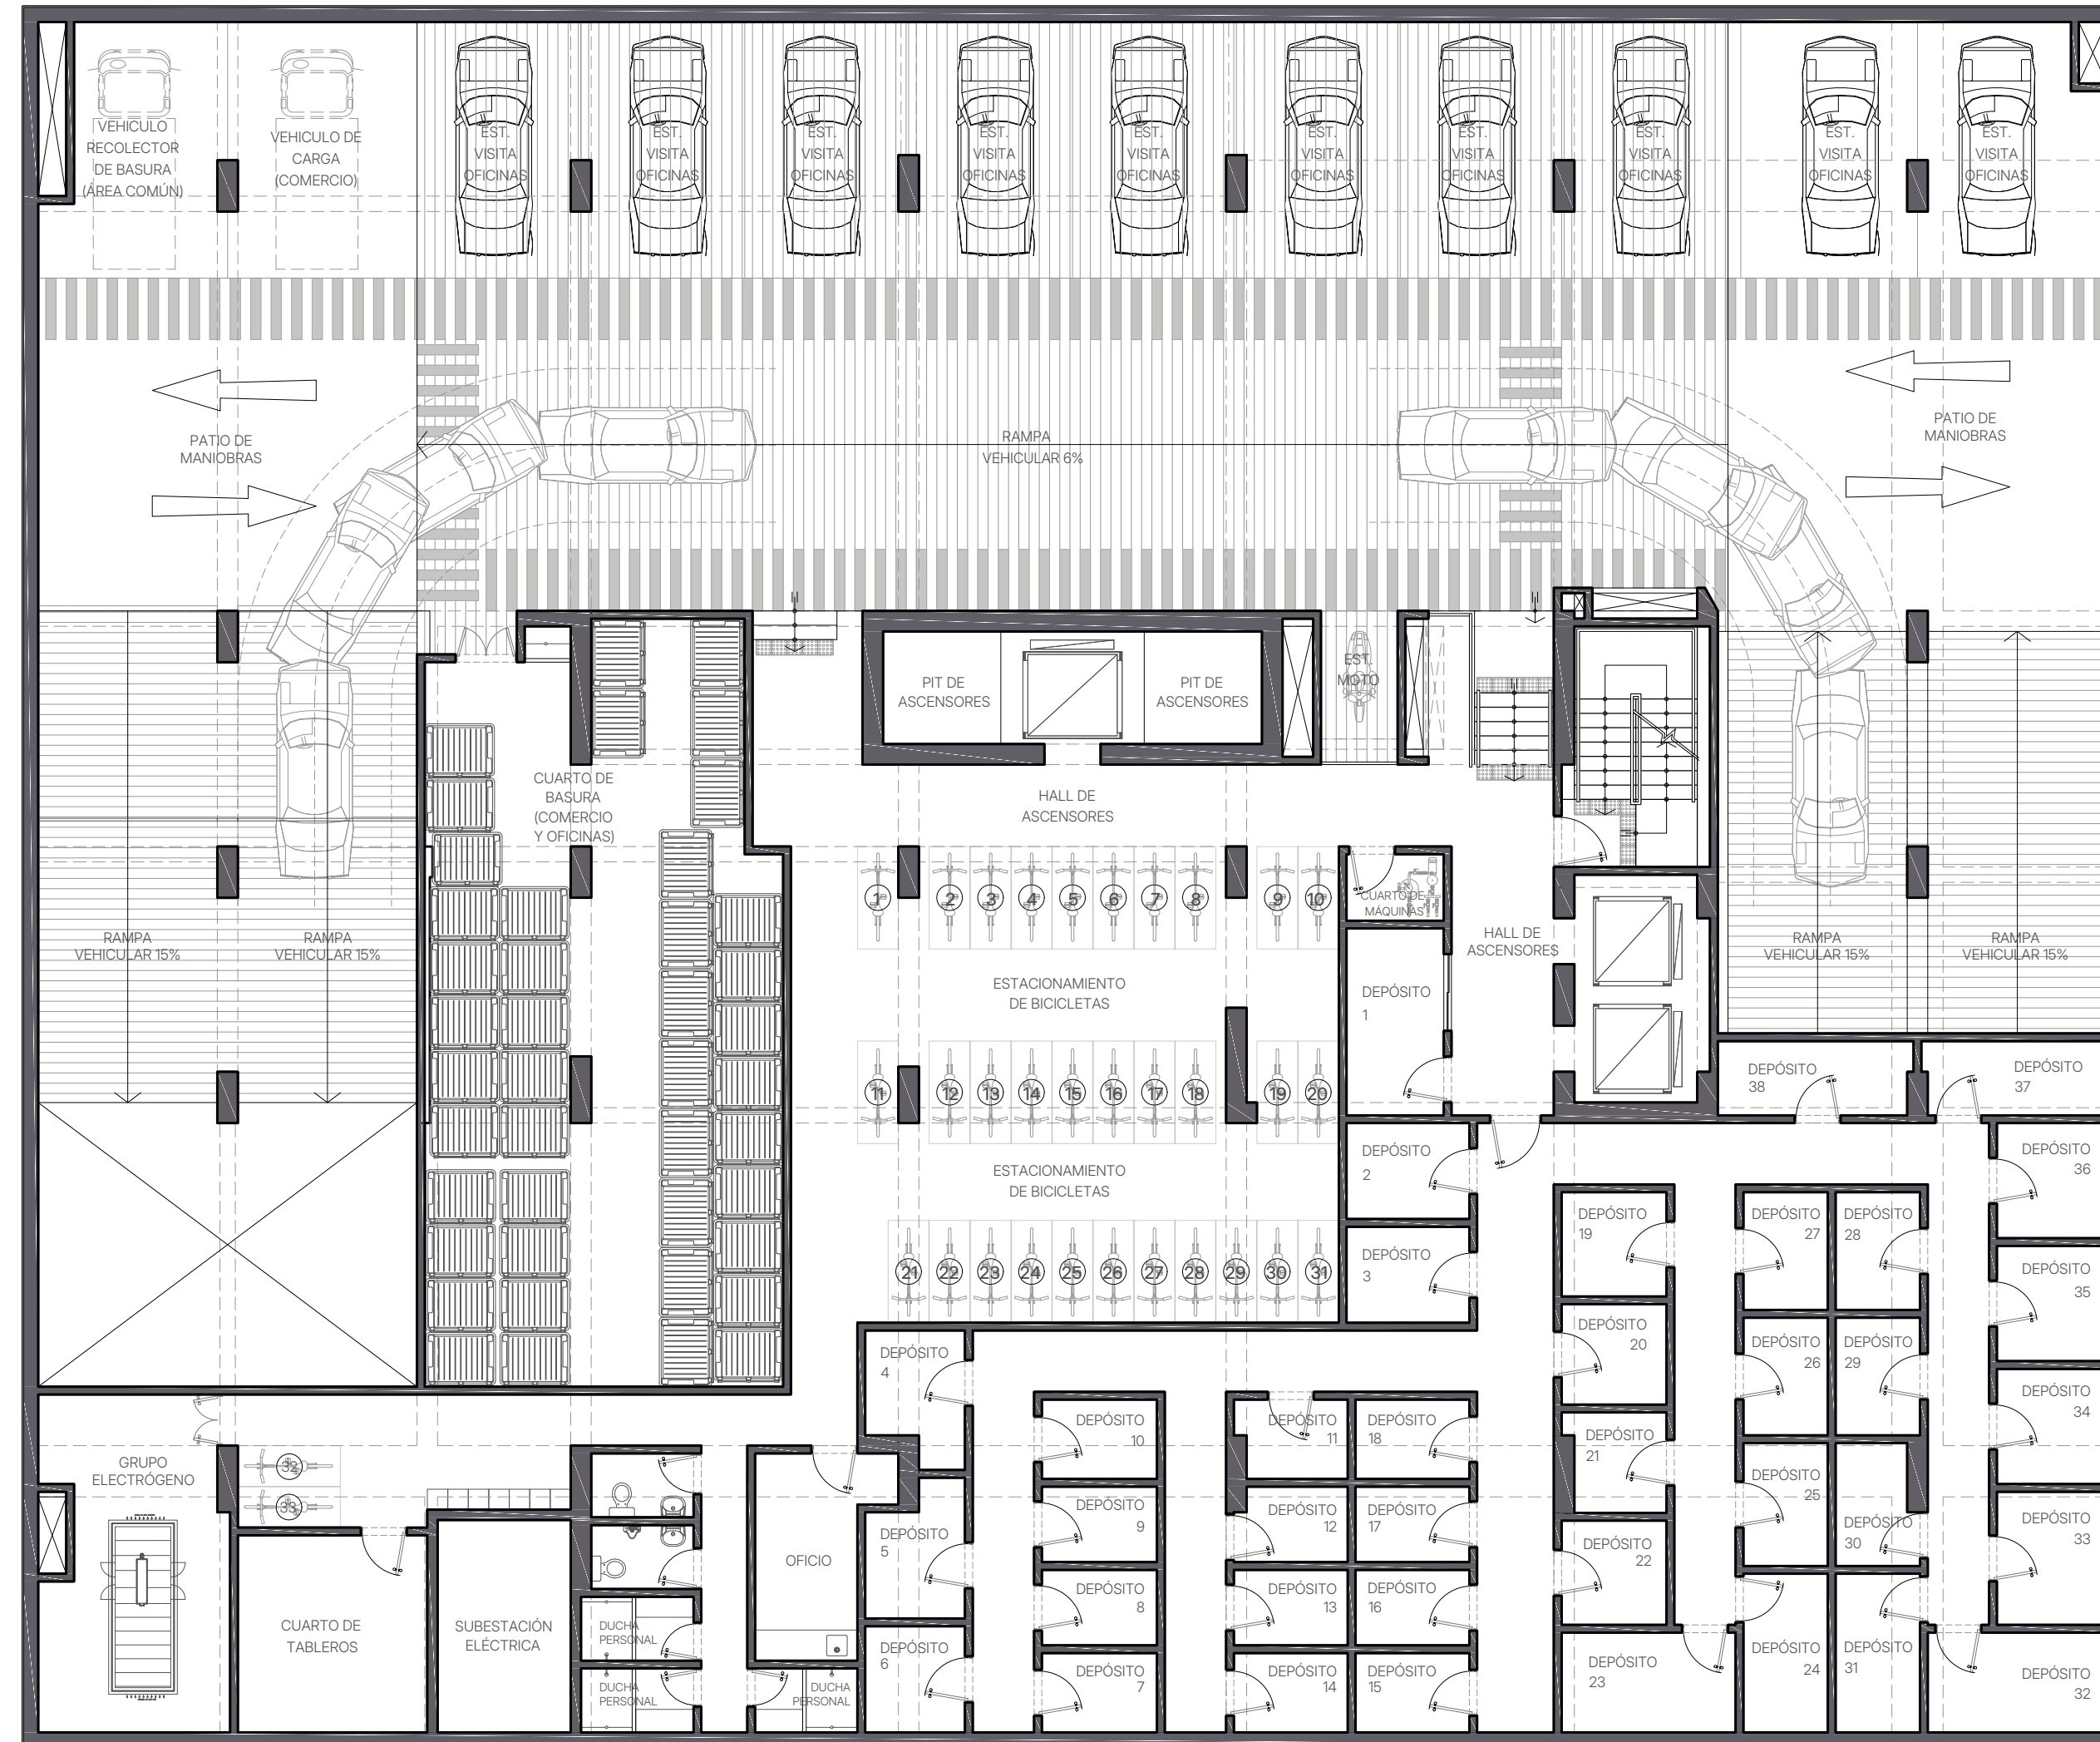 VEHICULO
RECOLECTOR
DE BASURA
(ÁREA COMÚN)
VEHICULO DE
CARGA
(COMERCIO)
EST.
VISITA
OFICINAS
EST.
VISITA
OFICINAS
EST.
VISITA
OFICINAS
EST.
VISITA
OFICINAS
EST.
VISITA
OFICINAS
EST.
VISITA
OFICINAS
EST.
VISITA
OFICINAS
EST.
VISITA
OFICINAS
EST.
VISITA
OFICINAS
EST.
VISITA
OFICINAS
PATIO DE
MANIOBRAS
RAMPA
VEHICULAR 6%
PATIO DE
MANIOBRAS
PIT DE
ASCENSORES
PIT DE
ASCENSORES
EST.
MOTO
CUARTO DE
BASURA
(COMERCIO
Y OFICINAS)
HALL DE
ASCENSORES
1
2
3
4
5
6
7
8
9
10
CUARTO DE
MÁQUINAS
RAMPA
VEHICULAR 15%
RAMPA
VEHICULAR 15%
HALL DE
ASCENSORES
RAMPA
VEHICULAR 15%
RAMPA
VEHICULAR 15%
ESTACIONAMIENTO
DE BICICLETAS
DEPÓSITO
1
11
12
13
14
15
16
17
18
19
20
DEPÓSITO
38
DEPÓSITO
37
ESTACIONAMIENTO
DE BICICLETAS
DEPÓSITO
2
DEPÓSITO
36
21
22
23
24
25
26
27
28
29
30
31
DEPÓSITO
3
DEPÓSITO
19
DEPÓSITO
27
DEPÓSITO
28
DEPÓSITO
35
DEPÓSITO
4
DEPÓSITO
20
DEPÓSITO
26
DEPÓSITO
29
DEPÓSITO
34
DEPÓSITO
10
DEPÓSITO
11
DEPÓSITO
18
DEPÓSITO
21
DEPÓSITO
25
DEPÓSITO
30
DEPÓSITO
33
GRUPO
ELECTRÓGENO
32
33
DEPÓSITO
5
DEPÓSITO
9
DEPÓSITO
12
DEPÓSITO
17
DEPÓSITO
22
OFICIO
CUARTO DE
TABLEROS
SUBESTACIÓN
ELÉCTRICA
DUCHA
PERSONAL
DUCHA
PERSONAL
DUCHA
PERSONAL
DEPÓSITO
6
DEPÓSITO
8
DEPÓSITO
13
DEPÓSITO
16
DEPÓSITO
7
DEPÓSITO
14
DEPÓSITO
15
DEPÓSITO
23
DEPÓSITO
24
DEPÓSITO
31
DEPÓSITO
32